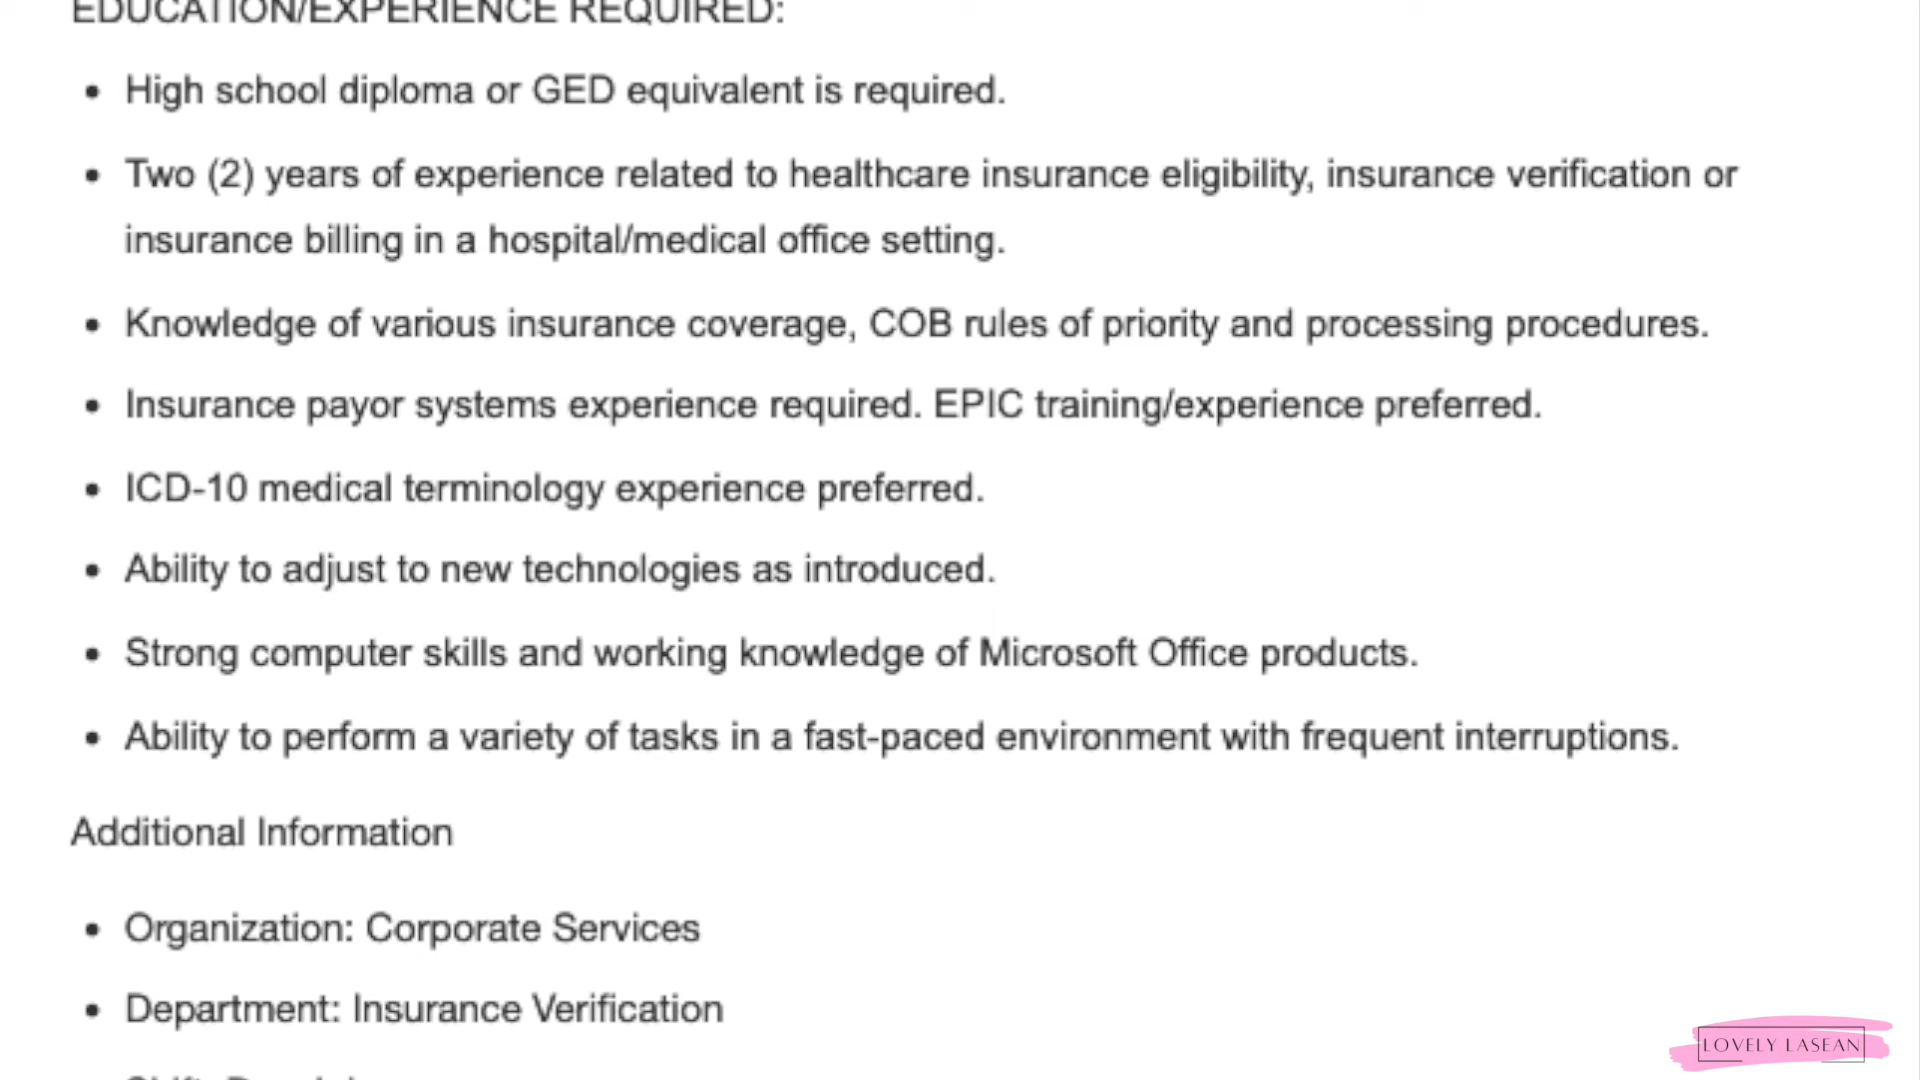 EDUCATION/EXPERIENCE REQUIRED:
• High school diploma or GED equivalent is required.
• Two (2) years of experience related to healthcare insurance eligibility, insurance verification or
insurance billing in a hospital/medical office setting.
• Knowledge of various insurance coverage, COB rules of priority and processing procedures.
• Insurance payor systems experience required. EPIC training/experience preferred.
• ICD-10 medical terminology experience preferred.
• Ability to adjust to new technologies as introduced.
• Strong computer skills and working knowledge of Microsoft Office products.
• Ability to perform a variety of tasks in a fast-paced environment with frequent interruptions.
Additional Information
• Organization: Corporate Services
• Department: Insurance Verification
LOVELY LASEAN